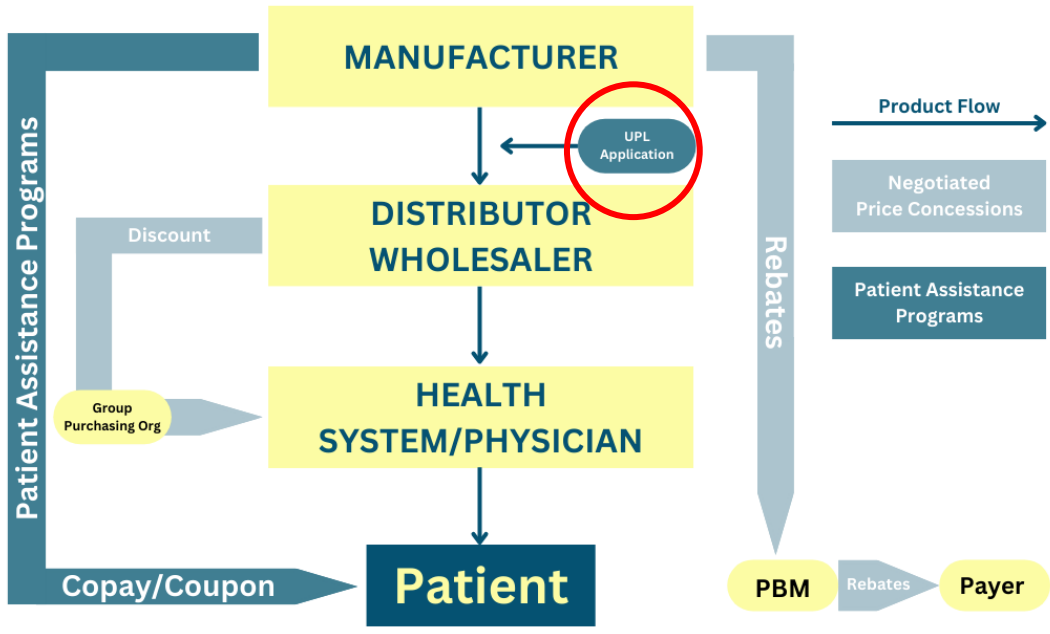 MANUFACTURER
UPL
Application
Product Flow
Negotiated
Price Concessions
Patient Assistance
Programs
Patient Assistance Programs
DISTRIBUTOR
WHOLESALER
Discount
Rebates
Group
Purchasing Org
HEALTH
SYSTEM/PHYSICIAN
Copay/Coupon
Patient
PBM
Rebates
Payer